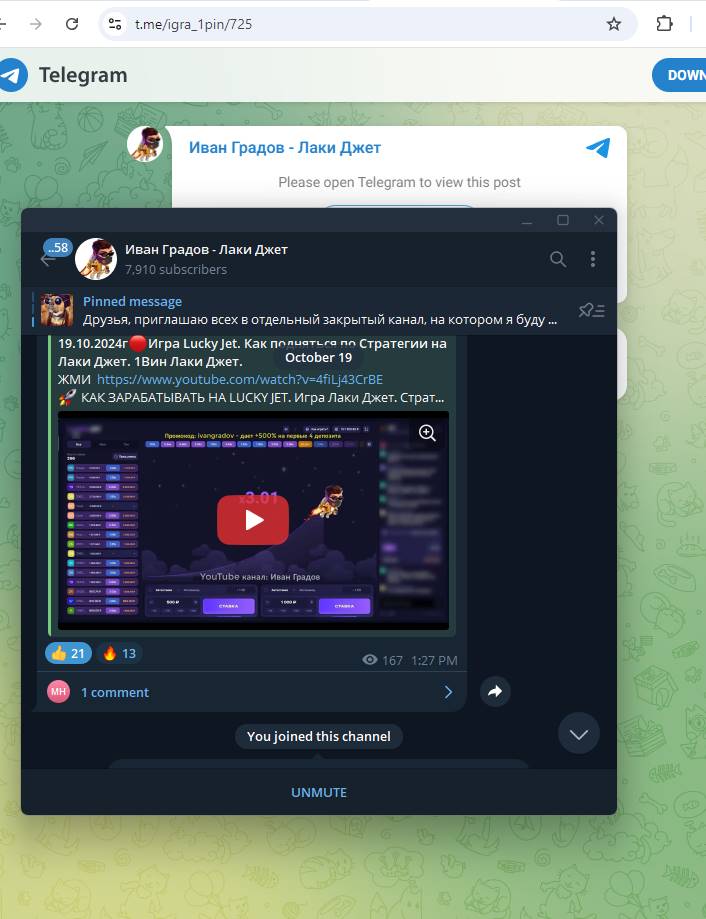 t.me/igra_1pin/725
Telegram
DOWN
Иван Градов - Лаки Джет
Please open Telegram to view this post
..58
Иван Градов - Лаки Джет
7,910 subscribers
Pinned message
Друзья, приглашаю всех в отдельный закрытый канал, на котором я буду ...
19.10.2024г🔴Игра Lucky Jet. Как подняться по Стратегии на
October 19
Лаки Джет. 1Вин Лаки Джет.
ЖМИ https://www.youtube.com/watch?v=4fiLj43CrBE
🚀 КАК ЗАРАБАТЫВАТЬ НА LUCKY JET. Игра Лаки Джет. Страт...
Промокод: ivangradov - дает +500% на первые 4 депозита
x3.01
YouTube канал: Иван Градов
500 ₽
СТАВКА
1 000 ₽
СТАВКА
👍 21
🔥 13
167 1:27 PM
MH
1 comment
You joined this channel
UNMUTE